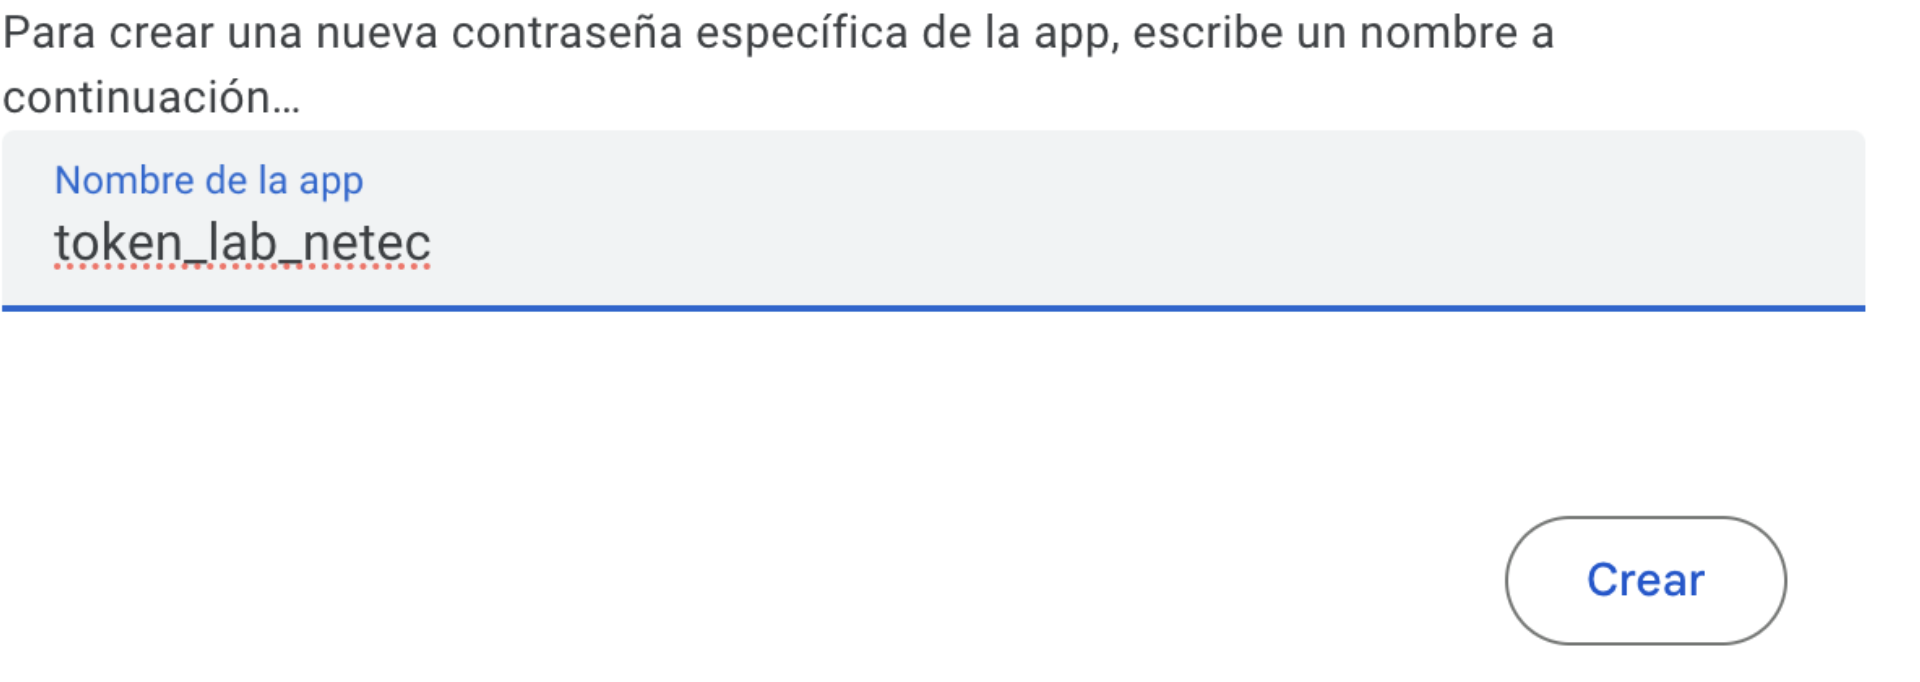 Para crear una nueva contraseña específica de la app, escribe un nombre a
continuación…
Nombre de la app
token_lab_netec
Crear